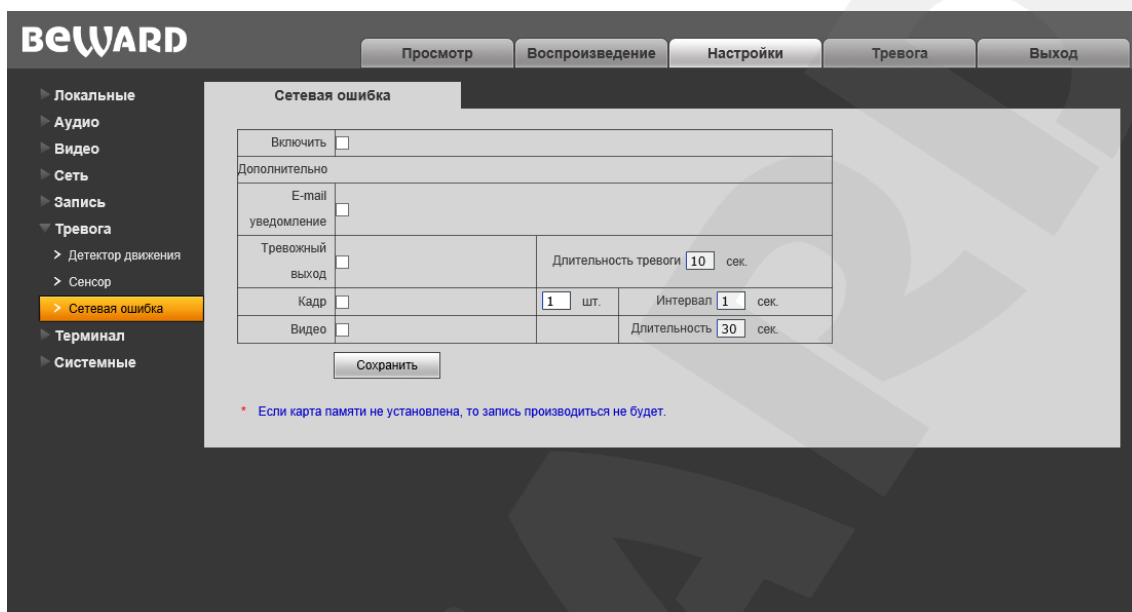 BEWARD
Просмотр Воспроизведение Настройки Тревога Выход
Локальные
Аудио
Видео
Сеть
Запись
Тревога
> Детектор движения
> Сенсор
> Сетевая ошибка
Терминал
Системные
Сетевая ошибка
Включить
Дополнительно
E-mail
уведомление
Тревожный
выход
Длительность тревоги 10 сек.
Кадр 1 шт. Интервал 1 сек.
Видео Длительность 30 сек.
Сохранить
* Если карта памяти не установлена, то запись производиться не будет.